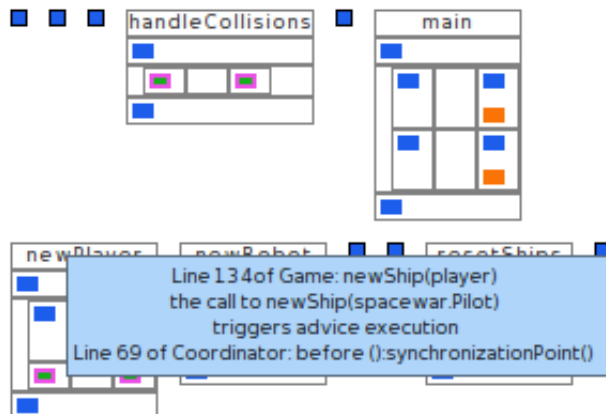 handleCollisions
main
newPlayer
newRobot
resetShips
Line 134of Game: newShip(player)
the call to newShip(spacewar.Pilot)
triggers advice execution
Line 69 of Coordinator: before ():synchronizationPoint()